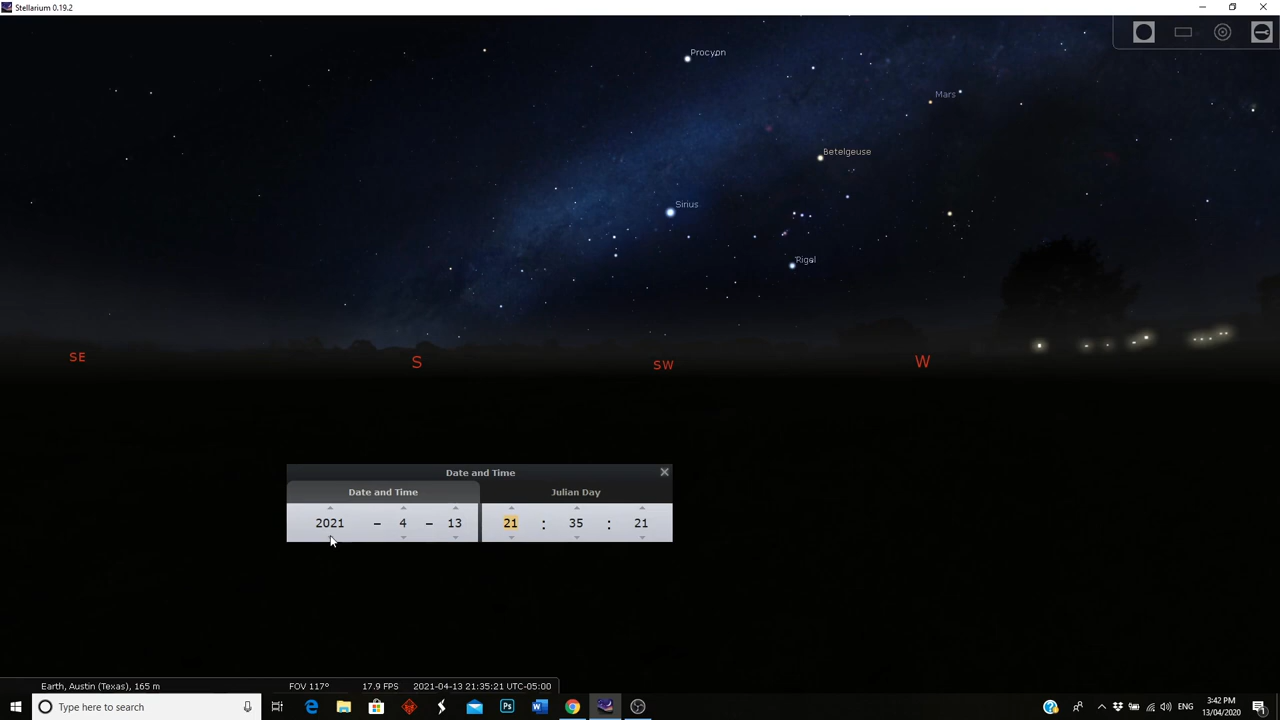 Stellarium 0.19.2
Procyon
Mars
Betelgeuse
Sirius
Rigel
SE
S
SW
W
Date and Time
Date and Time Julian Day
2021 - 4 - 13 21 : 35 : 21
Earth, Austin (Texas), 165 m FOV 117° 17.9 FPS 2021-04-13 21:35:21 UTC-05:00
Type here to search
ENG
3:42 PM
13/04/2020
1